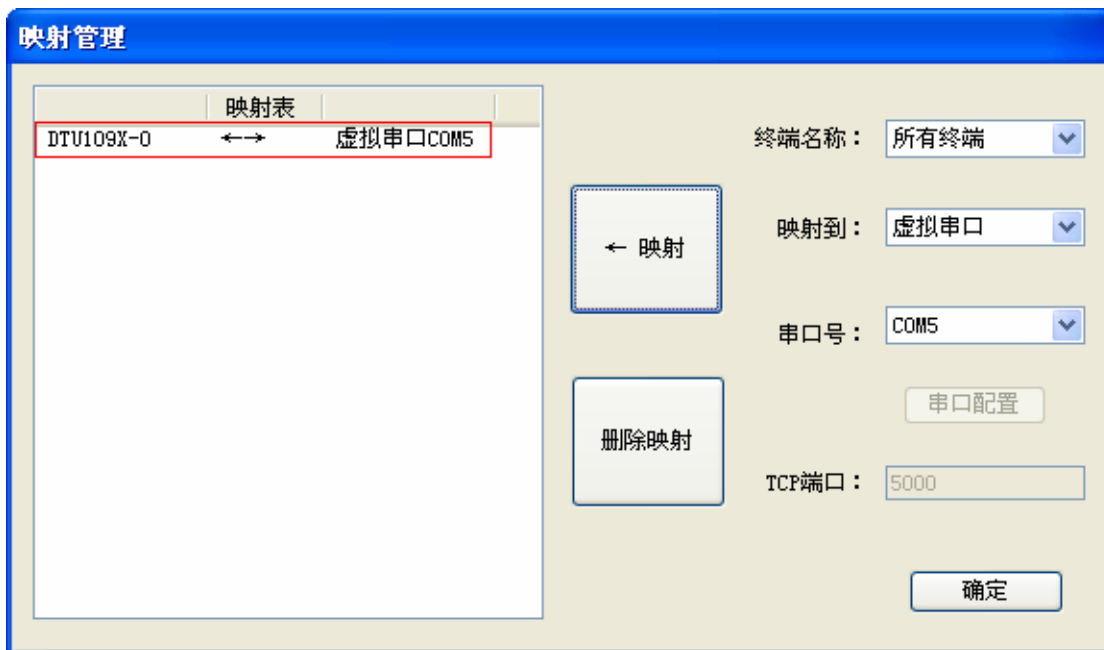 映射管理
映射表
DTU109X-0 ←→ 虚拟串口COM5
终端名称： 所有终端
← 映射
映射到： 虚拟串口
串口号： COM5
串口配置
删除映射
TCP端口： 5000
确定